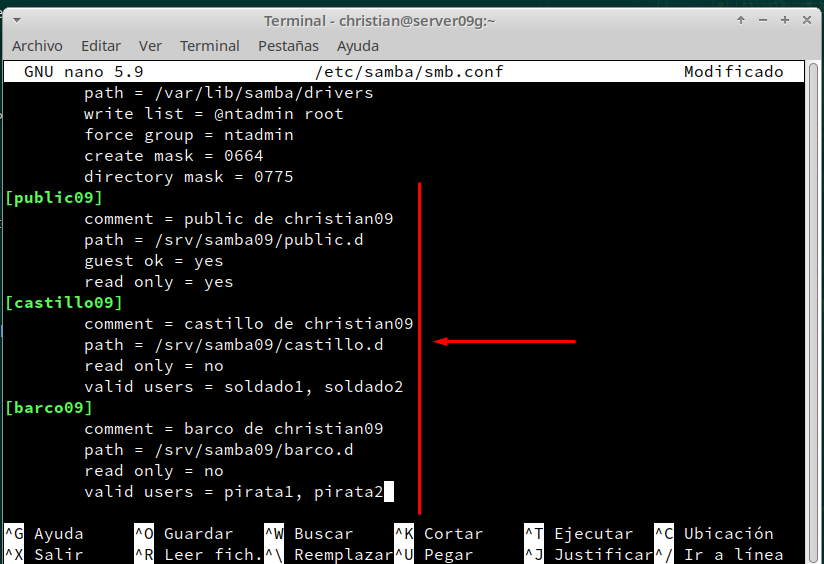 Terminal - christian@server09g:~
Archivo Editar Ver Terminal Pestañas Ayuda
GNU nano 5.9 /etc/samba/smb.conf Modificado
path = /var/lib/samba/drivers
write list = @ntadmin root
force group = ntadmin
create mask = 0664
directory mask = 0775
[public09]
comment = public de christian09
path = /srv/samba09/public.d
guest ok = yes
read only = yes
[castillo09]
comment = castillo de christian09
path = /srv/samba09/castillo.d
read only = no
valid users = soldado1, soldado2
[barco09]
comment = barco de christian09
path = /srv/samba09/barco.d
read only = no
valid users = pirata1, pirata2
^G Ayuda ^O Guardar ^W Buscar ^K Cortar ^T Ejecutar ^C Ubicación
^X Salir ^R Leer fich. ^\ Reemplazar ^U Pegar ^J Justificar ^/ Ir a línea